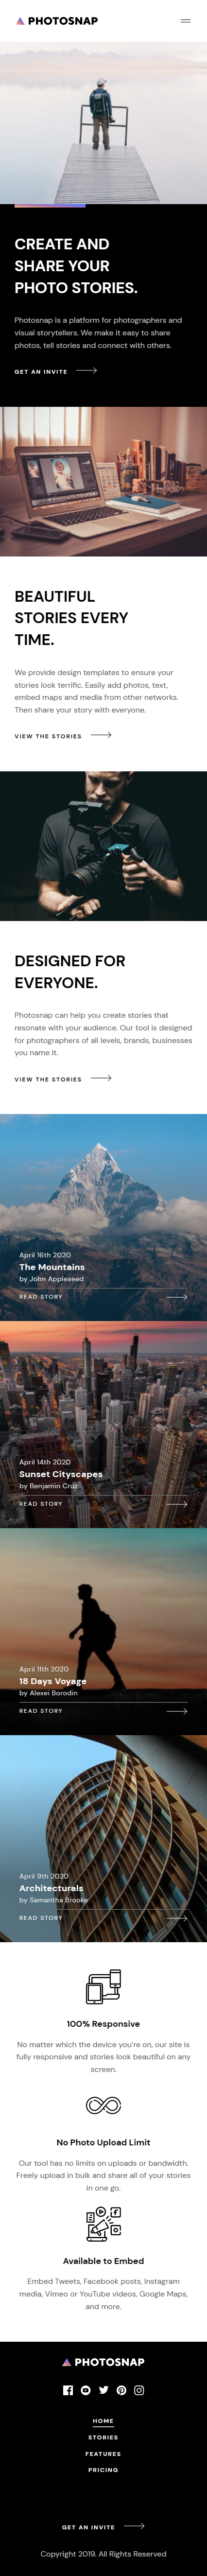 PHOTOSNAP
CREATE AND
SHARE YOUR
PHOTO STORIES.
Photosnap is a platform for photographers and
visual storytellers. We make it easy to share
photos, tell stories and connect with others.
GET AN INVITE
BEAUTIFUL
STORIES EVERY
TIME.
We provide design templates to ensure your
stories look terrific. Easily add photos, text,
embed maps and media from other networks.
Then share your story with everyone.
VIEW THE STORIES
DESIGNED FOR
EVERYONE.
Photosnap can help you create stories that
resonate with your audience. Our tool is designed
for photographers of all levels, brands, businesses
you name it.
VIEW THE STORIES
April 16th 2020
The Mountains
by John Appleseed
READ STORY
April 14th 2020
Sunset Cityscapes
by Benjamin Cruz
READ STORY
April 11th 2020
18 Days Voyage
by Alexei Borodin
READ STORY
April 9th 2020
Architecturals
by Samantha Brooke
READ STORY
100% Responsive
No matter which the device you're on, our site is
fully responsive and stories look beautiful on any
screen.
No Photo Upload Limit
Our tool has no limits on uploads or bandwidth.
Freely upload in bulk and share all of your stories
in one go.
Available to Embed
Embed Tweets, Facebook posts, Instagram
media, Vimeo or YouTube videos, Google Maps,
and more.
PHOTOSNAP
HOME
STORIES
FEATURES
PRICING
GET AN INVITE
Copyright 2019. All Rights Reserved